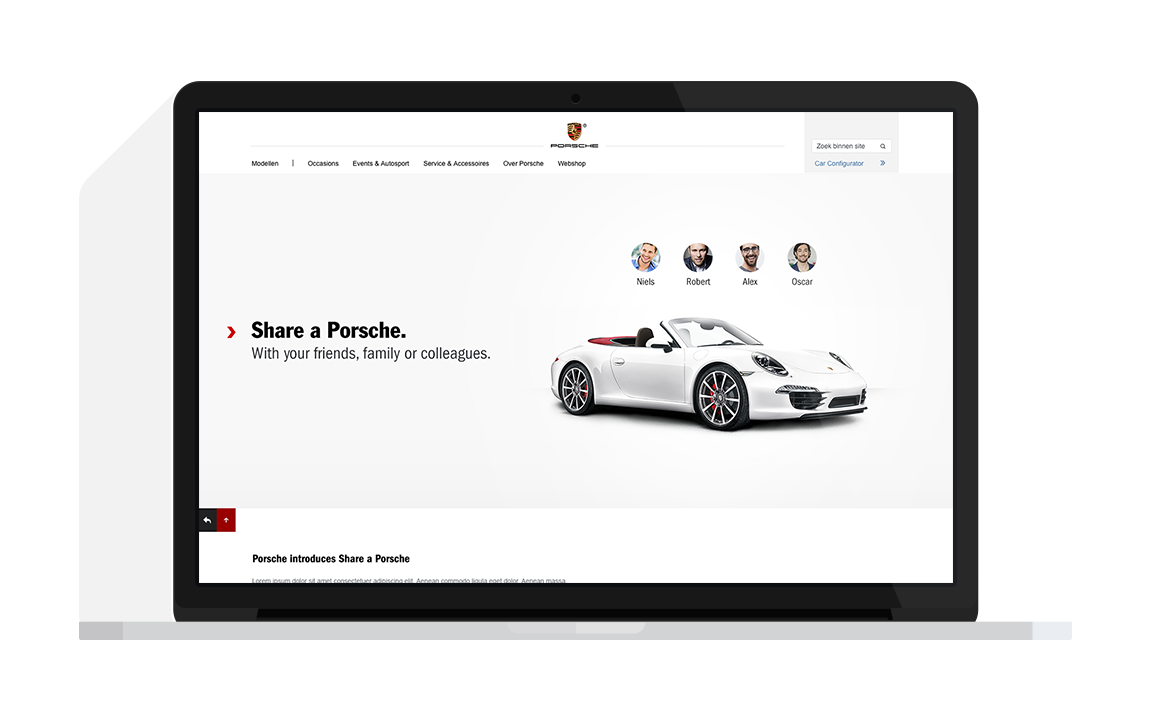 PORSCHE
Zoek binnen site
Modellen | Occasions Events & Autosport Service & Accessoires Over Porsche Webshop
Car Configurator »
Niels Robert Alex Oscar
Share a Porsche.
With your friends, family or colleagues.
Porsche introduces Share a Porsche
Lorem ipsum dolor sit amet consectetuer adipiscing elit. Aenean commodo ligula eget dolor. Aenean massa